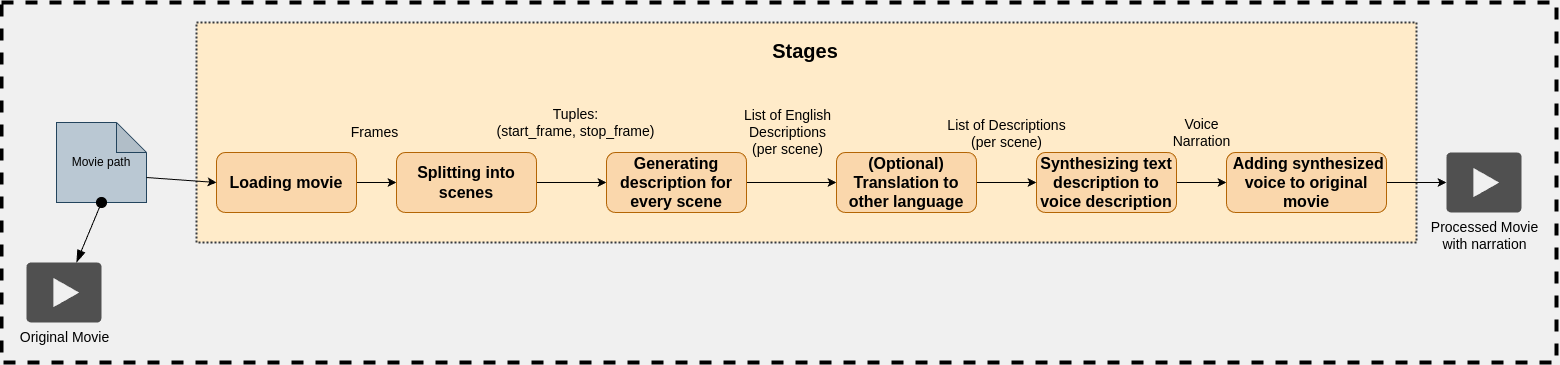 Stages
Movie path
Loading movie
Frames
Splitting into
scenes
Tuples:
(start_frame, stop_frame)
Generating
description for
every scene
List of English
Descriptions
(per scene)
(Optional)
Translation to
other language
List of Descriptions
(per scene)
Synthesizing text
description to
voice description
Voice
Narration
Adding synthesized
voice to original
movie
Processed Movie
with narration
Original Movie